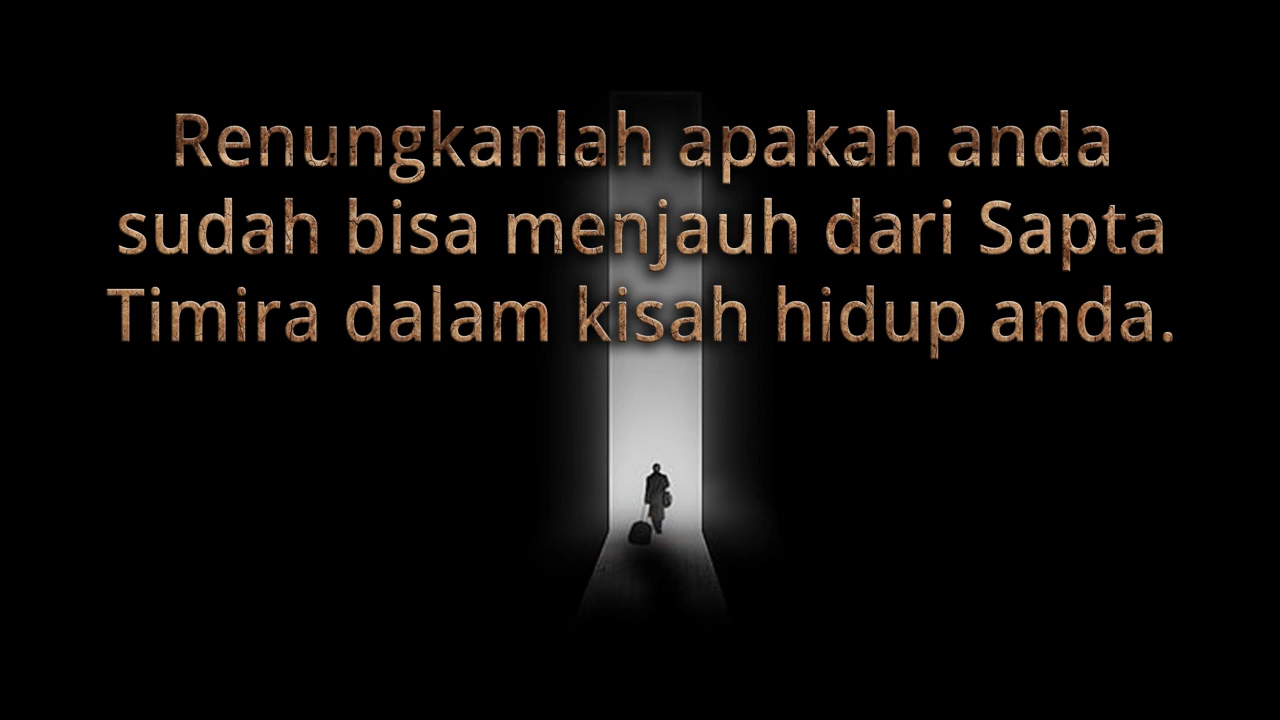 Renungkanlah apakah anda
sudah bisa menjauh dari Sapta
Timira dalam kisah hidup anda.